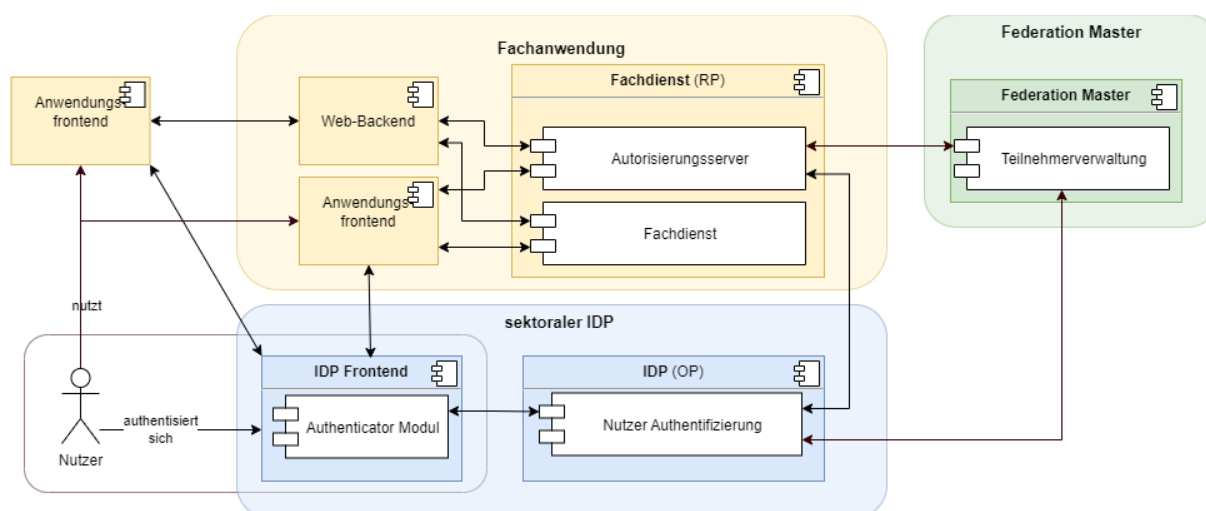 Fachanwendung
Federation Master
Anwendungs-
frontend
Web-Backend
Fachdienst (RP)
Autorisierungsserver
Federation Master
Teilnehmerverwaltung
Anwendungs-
frontend
Fachdienst
nutzt
sektoraler IDP
IDP Frontend
Authenticator Modul
IDP (OP)
Nutzer Authentifizierung
authentisiert
sich
Nutzer